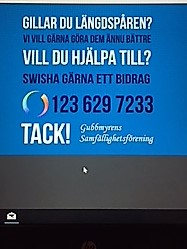 GILLAR DU LÄNGDSPÅREN?
VI VILL GÄRNA GÖRA DEM ÄNNU BÄTTRE
VILL DU HJÄLPA TILL?
SWISHA GÄRNA ETT BIDRAG
123 629 7233
TACK!
Gubbmyrens
Samfällighetsförening